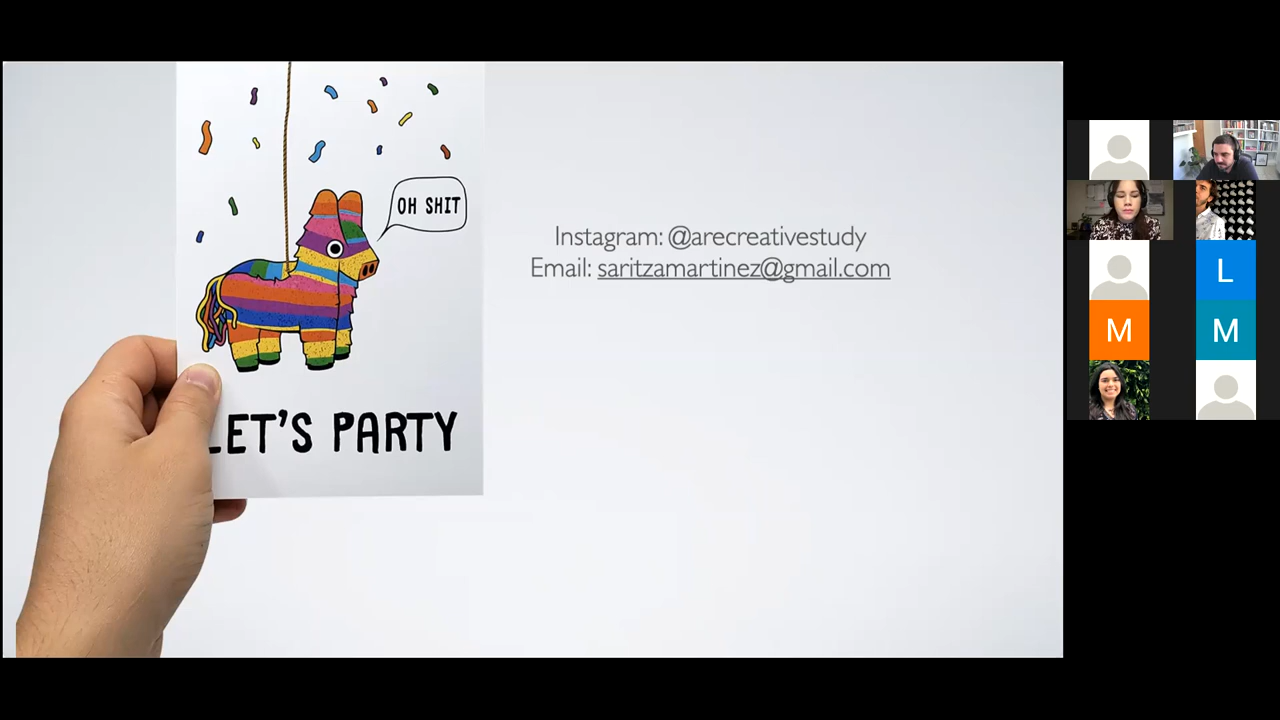 OH SHIT
LET'S PARTY
Instagram: @arecreativestudy
Email: saritzamartinez@gmail.com
L
M
M